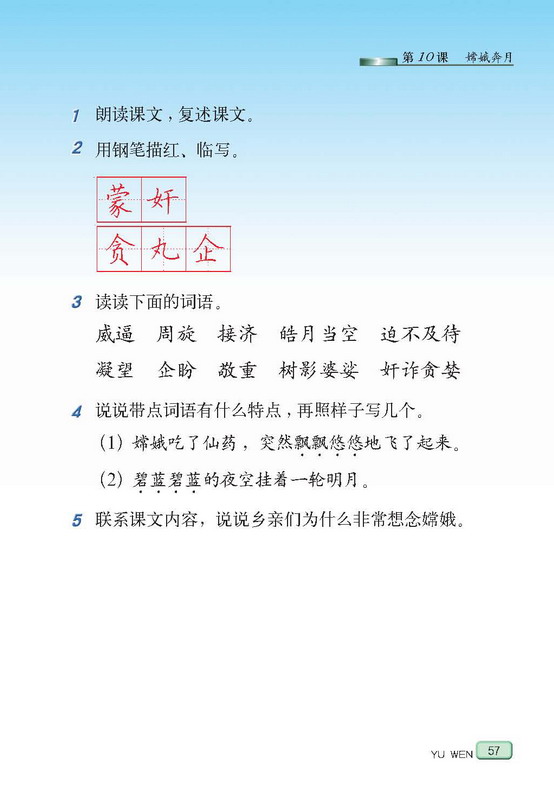 第10课 嫦娥奔月
1 朗读课文，复述课文。
2 用钢笔描红、临写。
蒙 奸
贪 丸 企
3 读读下面的词语。
威逼 周旋 接济 皓月当空 迫不及待
凝望 企盼 敬重 树影婆娑 奸诈贪婪
4 说说带点词语有什么特点，再照样子写几个。
（1）嫦娥吃了仙药，突然飘飘悠悠地飞了起来。
（2）碧蓝碧蓝的夜空挂着一轮明月。
5 联系课文内容，说说乡亲们为什么非常想念嫦娥。
YU WEN 57